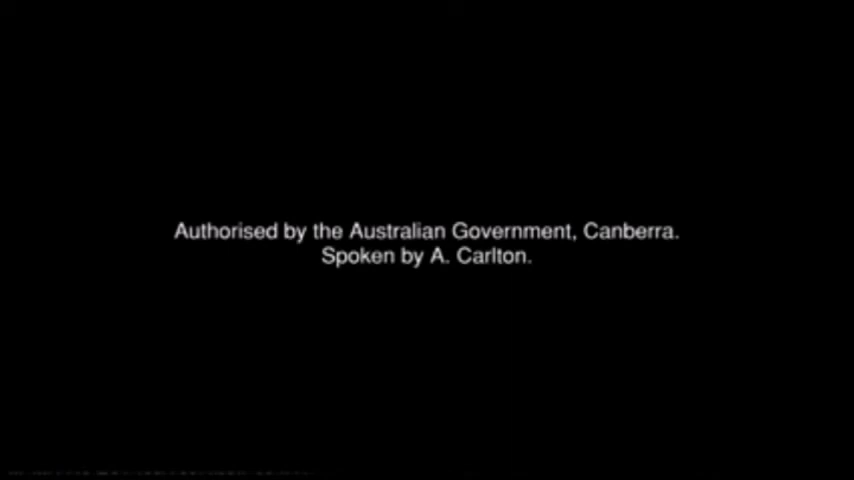 Authorised by the Australian Government, Canberra.
Spoken by A. Carlton.